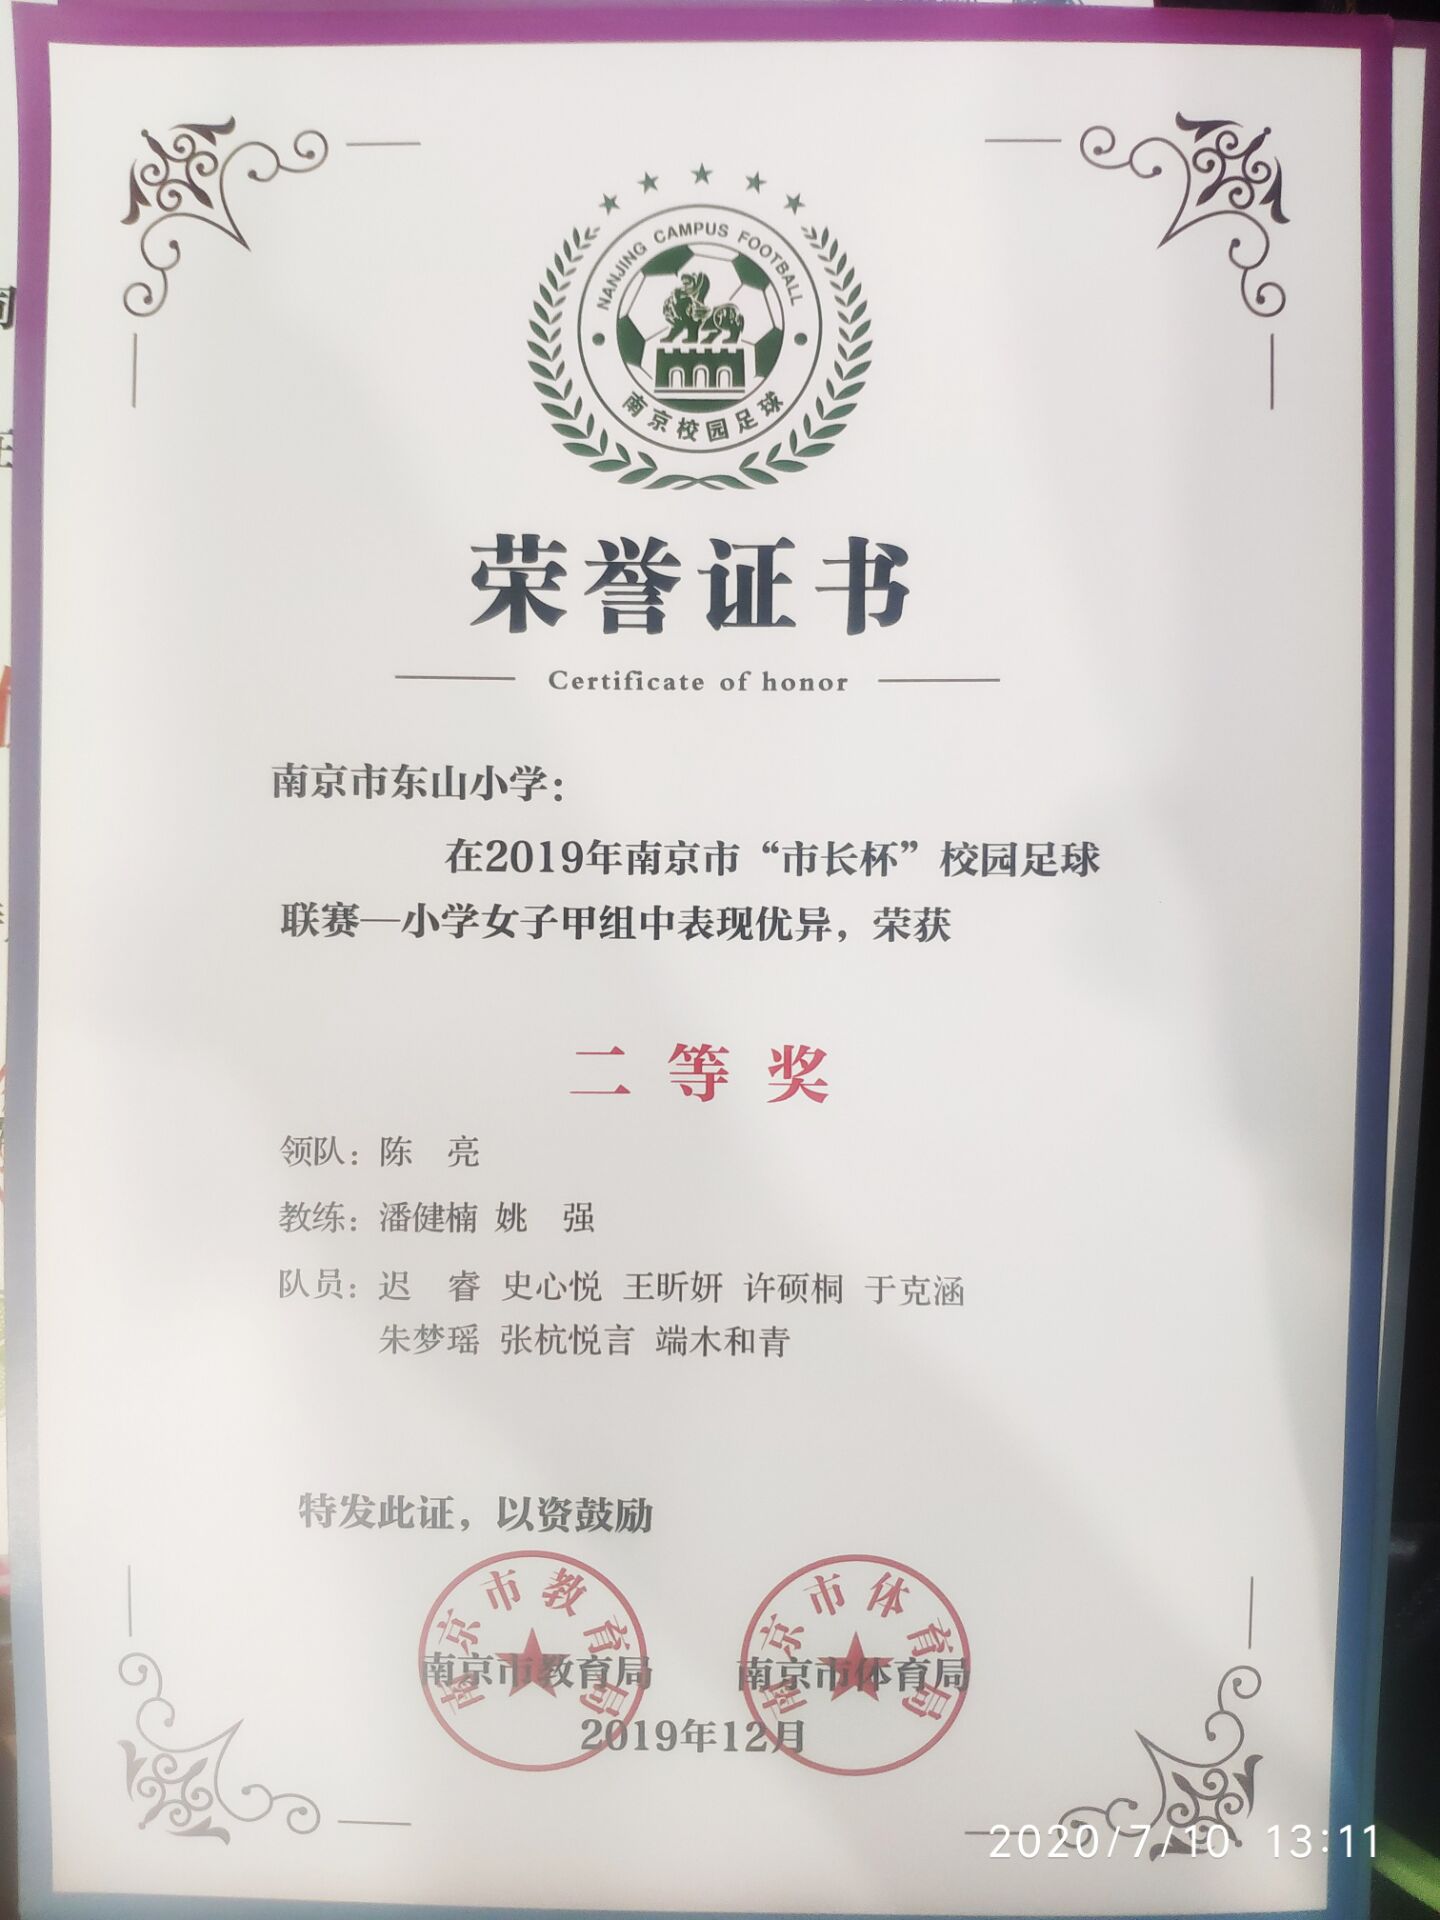 NANJING CAMPUS FOOTBALL
南京校园足球
荣誉证书
Certificate of honor
南京市东山小学：
在2019年南京市“市长杯”校园足球
联赛—小学女子甲组中表现优异，荣获
二等奖
领队：陈 亮
教练：潘健楠 姚 强
队员：迟 睿 史心悦 王昕妍 许硕桐 于克涵
朱梦瑶 张杭悦言 端木和青
特发此证，以资鼓励
南京市教育局
南京市体育局
南京市教育局 南京市体育局
2019年12月
2020/7/10 13:11